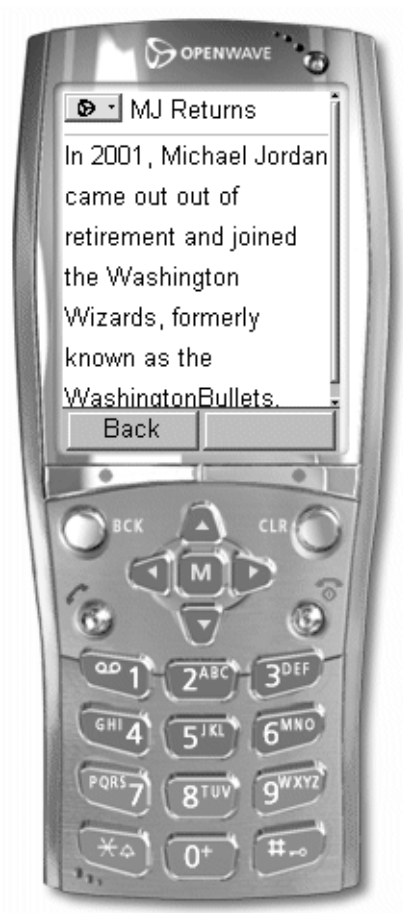 OPENWAVE
MJ Returns
In 2001, Michael Jordan
came out out of
retirement and joined
the Washington
Wizards, formerly
known as the
WashingtonBullets.
Back
BCK
CLR
M
1
2ABC
3DEF
GHI4
5JKL
6MNO
PQRS7
8TUV
9WXYZ
*
0+
#